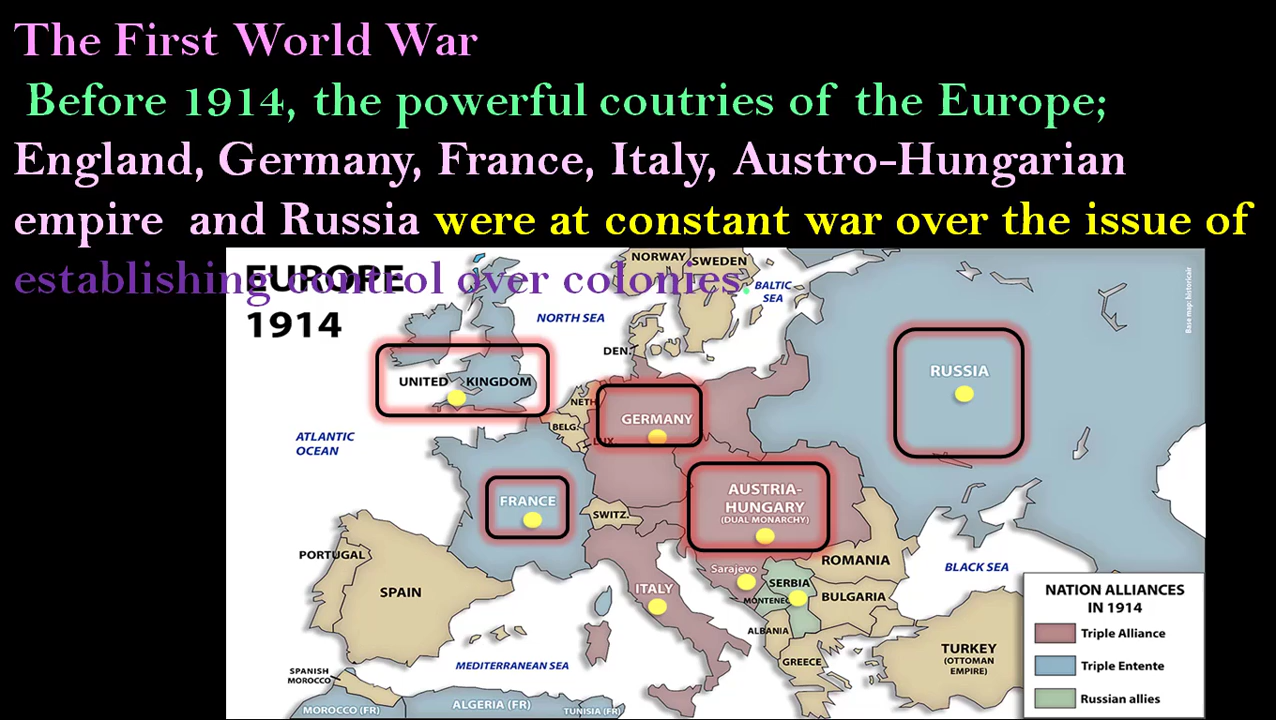 The First World War
Before 1914, the powerful coutries of the Europe;
England, Germany, France, Italy, Austro-Hungarian
empire and Russia were at constant war over the issue of
establishing control over colonies.
EUROPE
1914
NORWAY
SWEDEN
BALTIC
SEA
NORTH SEA
DEN.
UNITED KINGDOM
NETH.
BELG.
LUX
GERMANY
RUSSIA
ATLANTIC
OCEAN
FRANCE
SWITZ.
AUSTRIA-
HUNGARY
(DUAL MONARCHY)
PORTUGAL
SPAIN
ITALY
Sarajevo
SERBIA
MONTENEG
ROMANIA
BULGARIA
BLACK SEA
ALBANIA
GREECE
TURKEY
(OTTOMAN
EMPIRE)
MEDITERRANEAN SEA
SPANISH
MOROCCO
MOROCCO (FR)
ALGERIA (FR)
TUNISIA (FR)
NATION ALLIANCES
IN 1914
Triple Alliance
Triple Entente
Russian allies
Base map: historicair